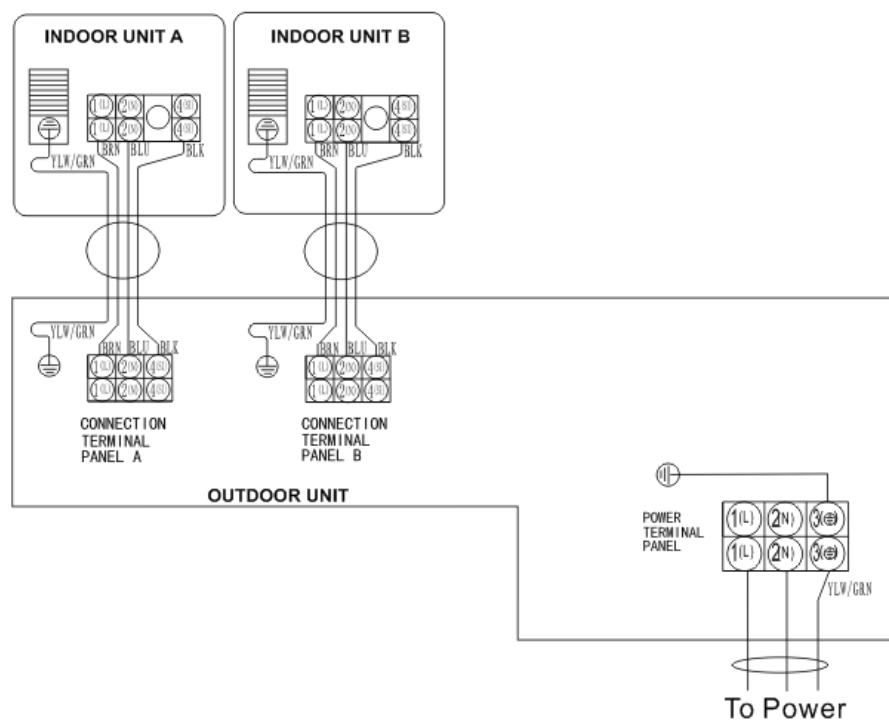 INDOOR UNIT A
INDOOR UNIT B
1(L) 2(N) 4(SI)
1(L) 2(N) 4(SI)
1(L) 2(N) 4(SI)
1(L) 2(N) 4(SI)
YLW/GRN BRN BLU BLK
YLW/GRN BRN BLU BLK
YLW/GRN BRN BLU BLK
YLW/GRN BRN BLU BLK
1(L) 2(N) 4(SI)
1(L) 2(N) 4(SI)
1(L) 2(N) 4(SI)
1(L) 2(N) 4(SI)
CONNECTION
TERMINAL
PANEL A
CONNECTION
TERMINAL
PANEL B
OUTDOOR UNIT
POWER
TERMINAL
PANEL
1(L) 2(N) 3(⏚)
1(L) 2(N) 3(⏚)
YLW/GRN
To Power